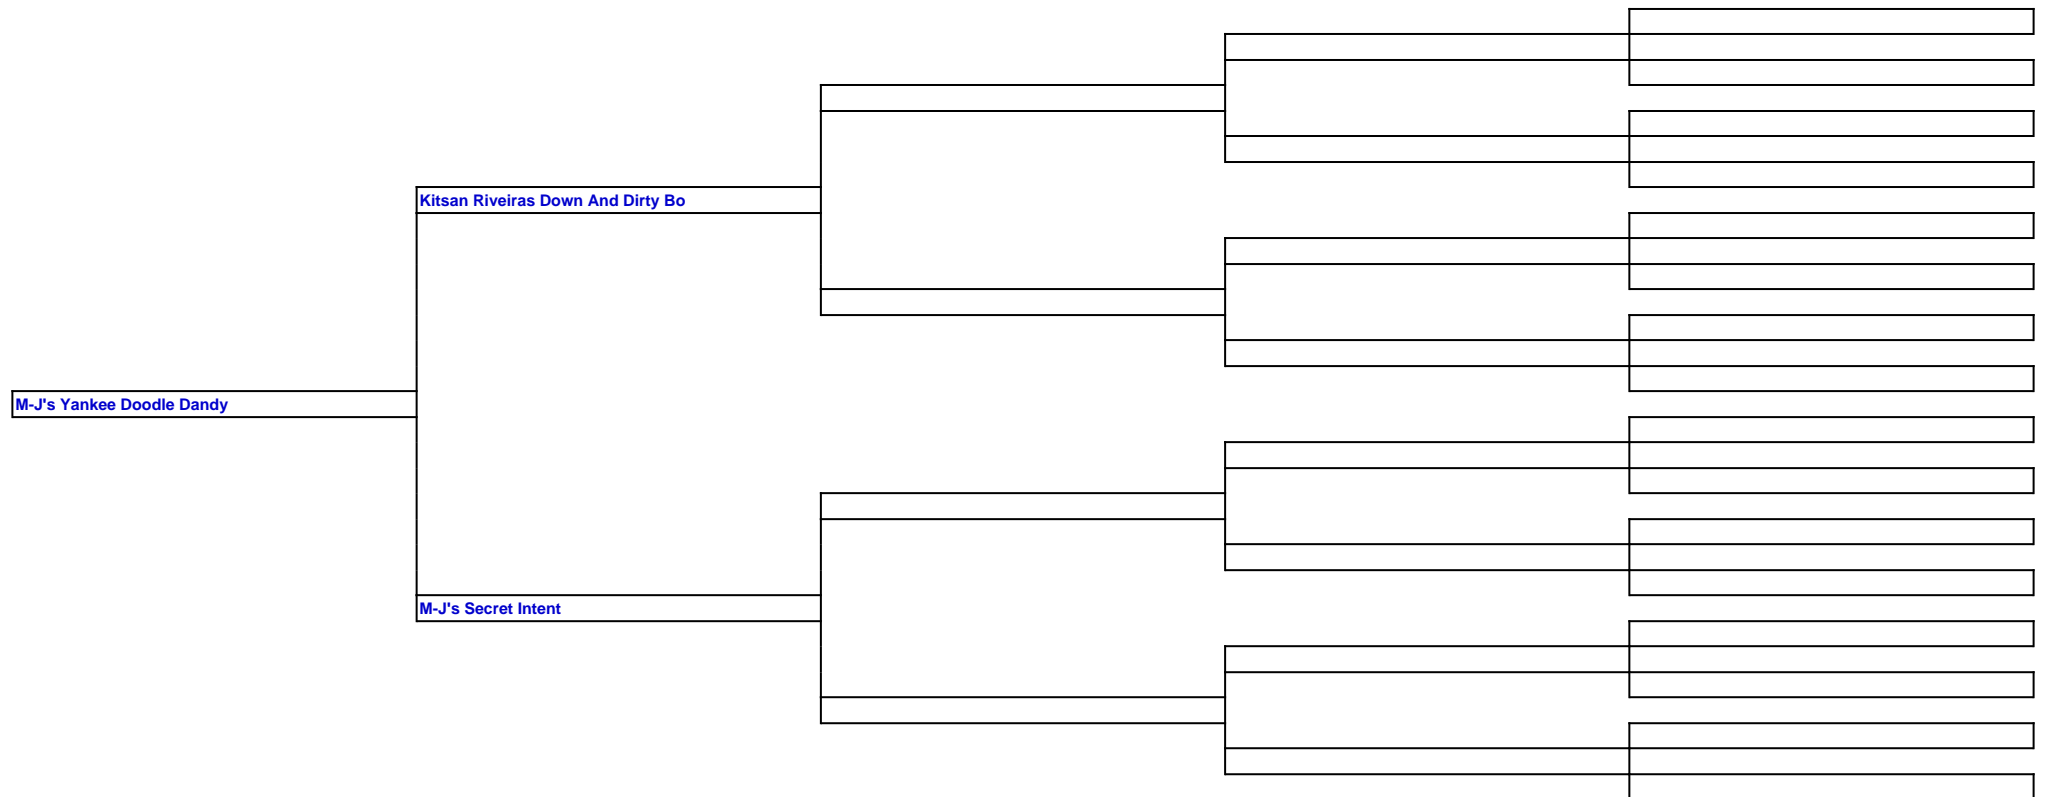 Kitsan Riveiras Down And Dirty Bo
M-J's Yankee Doodle Dandy
M-J's Secret Intent